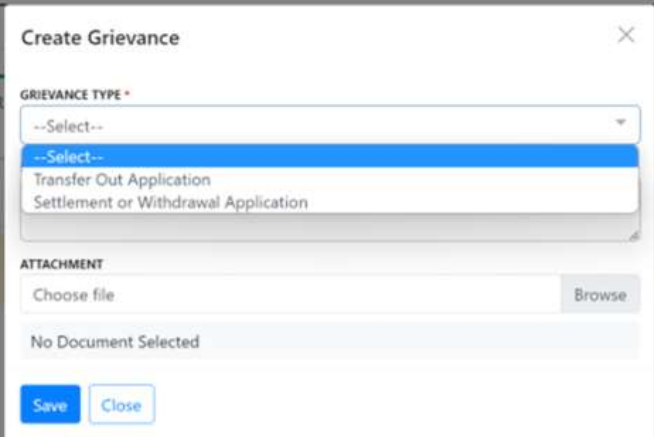 Create Grievance
GRIEVANCE TYPE *
--Select--
--Select--
Transfer Out Application
Settlement or Withdrawal Application
ATTACHMENT
Choose file Browse
No Document Selected
Save Close